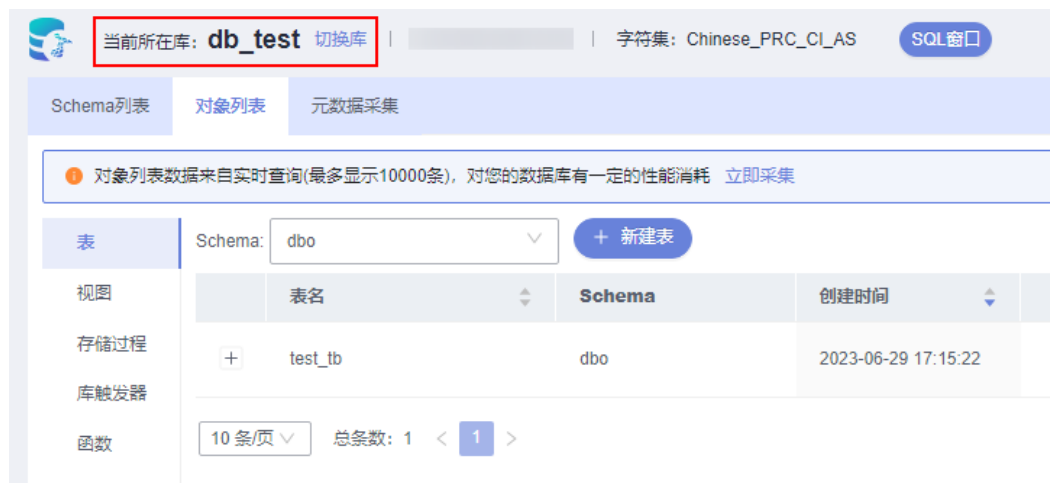 当前所在库: db_test 切换库 | | 字符集: Chinese_PRC_CI_AS SQL窗口
Schema列表 对象列表 元数据采集
对象列表数据来自实时查询(最多显示10000条)，对您的数据库有一定的性能消耗 立即采集
表 Schema: dbo + 新建表
表名 Schema 创建时间
视图
存储过程
+ test_tb dbo 2023-06-29 17:15:22
库触发器
函数
10 条/页 总条数: 1 < 1 >